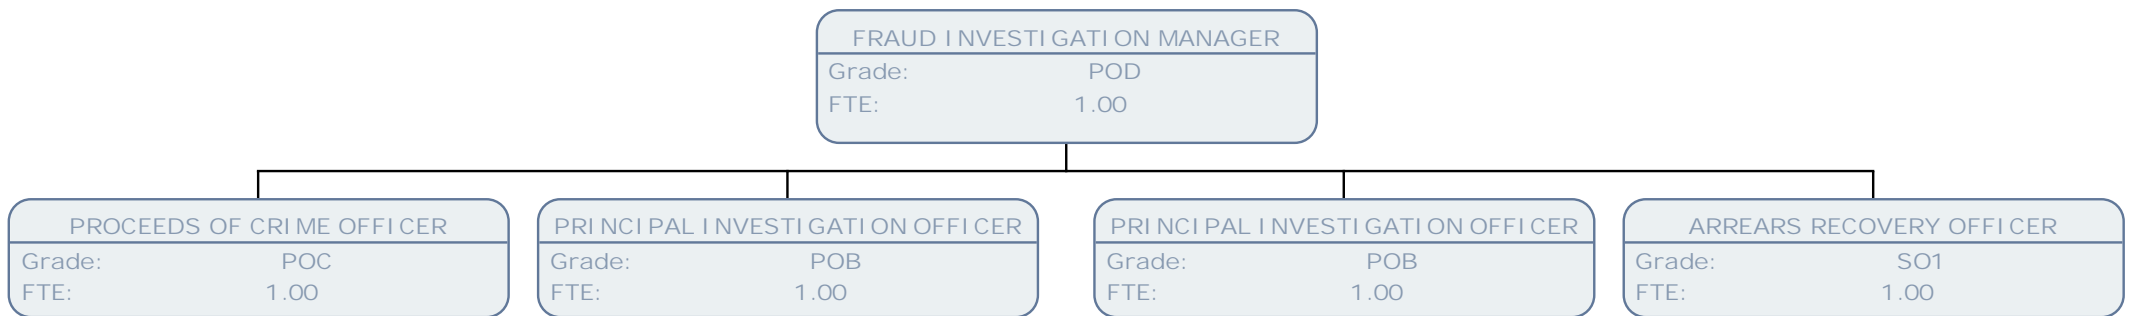 FRAUD INVESTIGATION MANAGER
Grade: POD
FTE: 1.00
PROCEEDS OF CRIME OFFICER
Grade: POC
FTE: 1.00
PRINCIPAL INVESTIGATION OFFICER
Grade: POB
FTE: 1.00
PRINCIPAL INVESTIGATION OFFICER
Grade: POB
FTE: 1.00
ARREARS RECOVERY OFFICER
Grade: SO1
FTE: 1.00